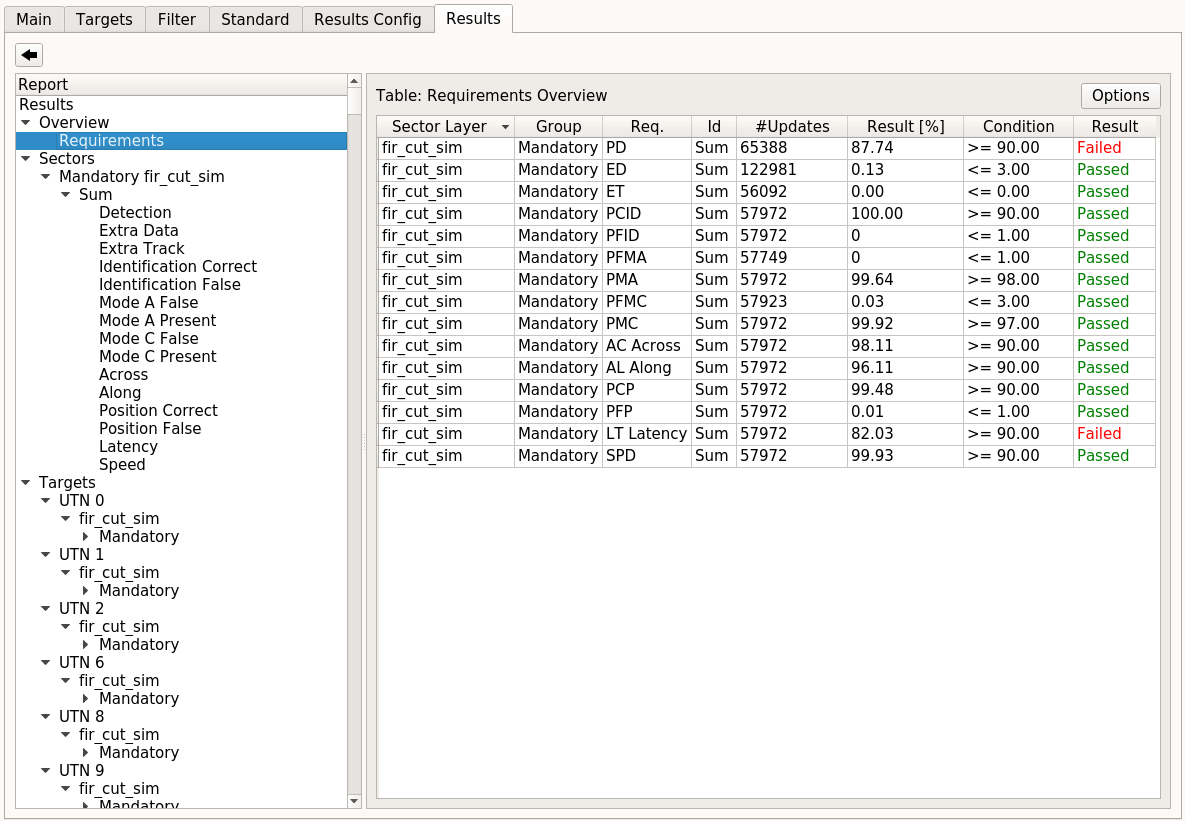 Main Targets Filter Standard Results Config Results
Report
Results
Overview
Requirements
Sectors
Mandatory fir_cut_sim
Sum
Detection
Extra Data
Extra Track
Identification Correct
Identification False
Mode A False
Mode A Present
Mode C False
Mode C Present
Across
Along
Position Correct
Position False
Latency
Speed
Targets
UTN 0
fir_cut_sim
Mandatory
UTN 1
fir_cut_sim
Mandatory
UTN 2
fir_cut_sim
Mandatory
UTN 6
fir_cut_sim
Mandatory
UTN 8
fir_cut_sim
Mandatory
UTN 9
fir_cut_sim
Mandatory
Table: Requirements Overview Options
Sector Layer Group Req. Id #Updates Result [%] Condition Result
fir_cut_sim Mandatory PD Sum 65388 87.74 >= 90.00 Failed
fir_cut_sim Mandatory ED Sum 122981 0.13 <= 3.00 Passed
fir_cut_sim Mandatory ET Sum 56092 0.00 <= 0.00 Passed
fir_cut_sim Mandatory PCID Sum 57972 100.00 >= 90.00 Passed
fir_cut_sim Mandatory PFID Sum 57972 0 <= 1.00 Passed
fir_cut_sim Mandatory PFMA Sum 57749 0 <= 1.00 Passed
fir_cut_sim Mandatory PMA Sum 57972 99.64 >= 98.00 Passed
fir_cut_sim Mandatory PFMC Sum 57923 0.03 <= 3.00 Passed
fir_cut_sim Mandatory PMC Sum 57972 99.92 >= 97.00 Passed
fir_cut_sim Mandatory AC Across Sum 57972 98.11 >= 90.00 Passed
fir_cut_sim Mandatory AL Along Sum 57972 96.11 >= 90.00 Passed
fir_cut_sim Mandatory PCP Sum 57972 99.48 >= 90.00 Passed
fir_cut_sim Mandatory PFP Sum 57972 0.01 <= 1.00 Passed
fir_cut_sim Mandatory LT Latency Sum 57972 82.03 >= 90.00 Failed
fir_cut_sim Mandatory SPD Sum 57972 99.93 >= 90.00 Passed